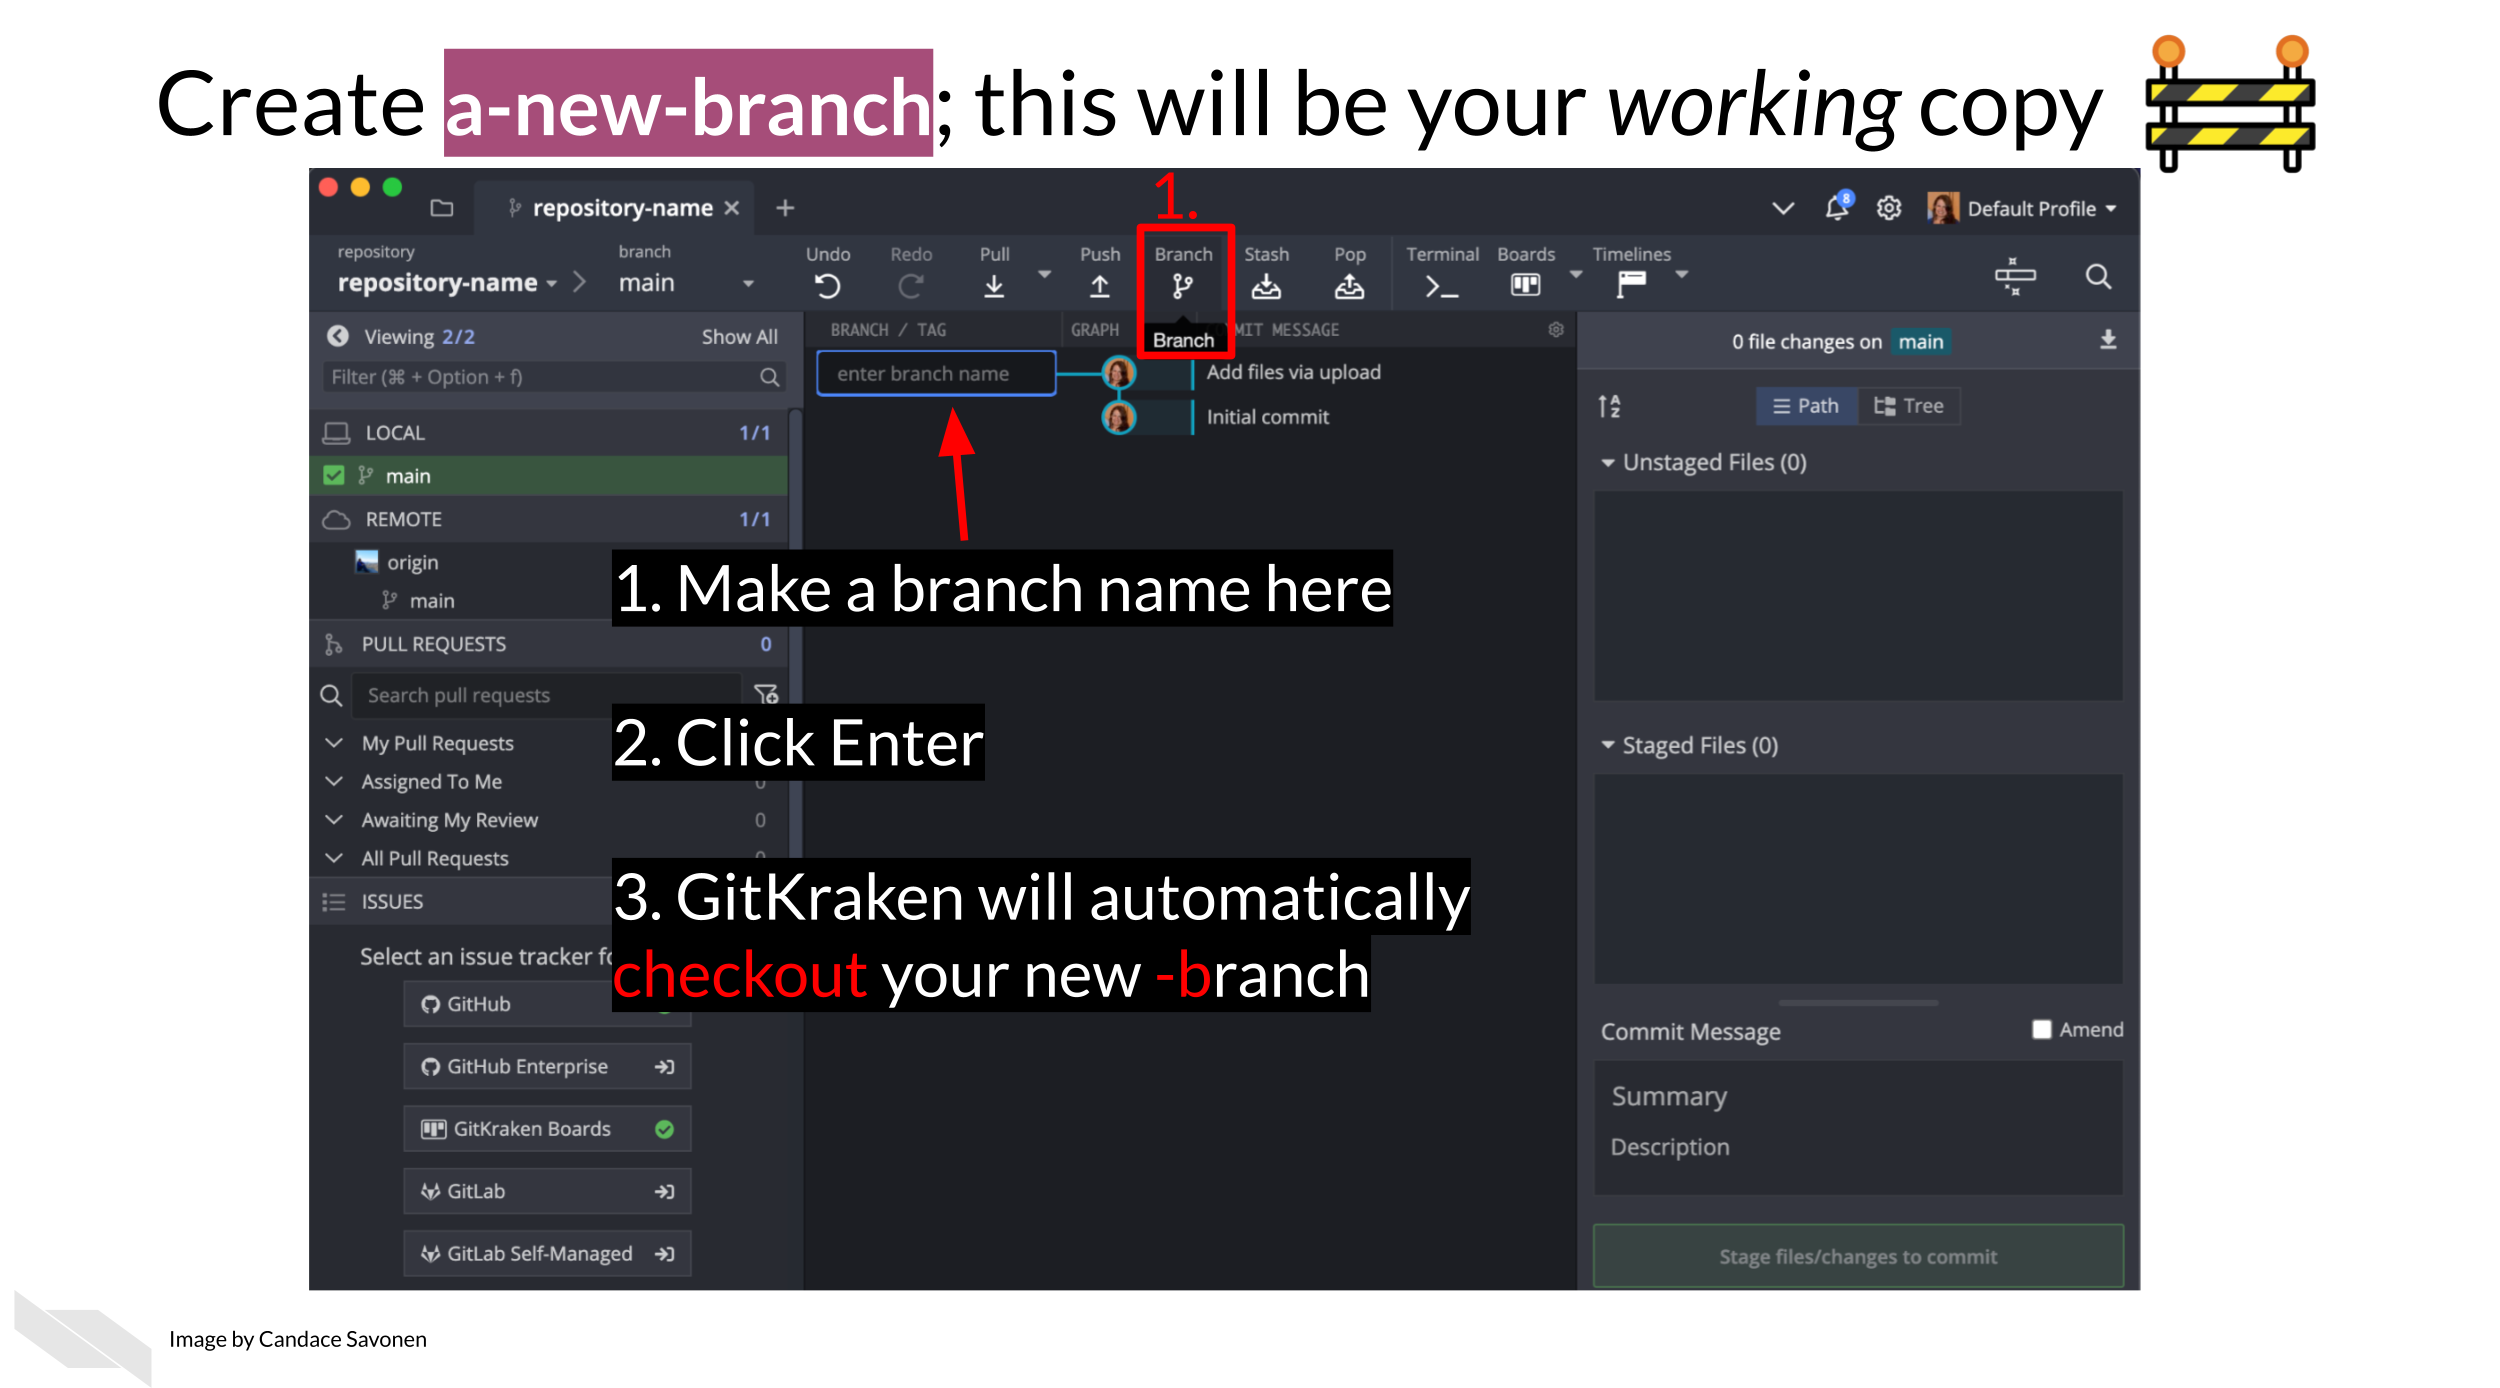 Create a-new-branch; this will be your working copy
1.
repository-name
8
Default Profile
repository
repository-name
branch
main
Undo
Redo
Pull
Push
Branch
Stash
Pop
Terminal
Boards
Timelines
Viewing 2/2
Show All
Filter (⌘ + Option + f)
LOCAL 1/1
main
REMOTE 1/1
origin
main
PULL REQUESTS 0
Search pull requests
My Pull Requests
Assigned To Me 0
Awaiting My Review 0
All Pull Requests 0
ISSUES
Select an issue tracker
GitHub
GitHub Enterprise
GitKraken Boards
GitLab
GitLab Self-Managed
BRANCH / TAG
GRAPH
MIT MESSAGE
Branch
enter branch name
Add files via upload
Initial commit
1. Make a branch name here
2. Click Enter
3. GitKraken will automatically
checkout your new -branch
0 file changes on main
A
Z
Path
Tree
Unstaged Files (0)
Staged Files (0)
Commit Message
Amend
Summary
Description
Stage files/changes to commit
Image by Candace Savonen